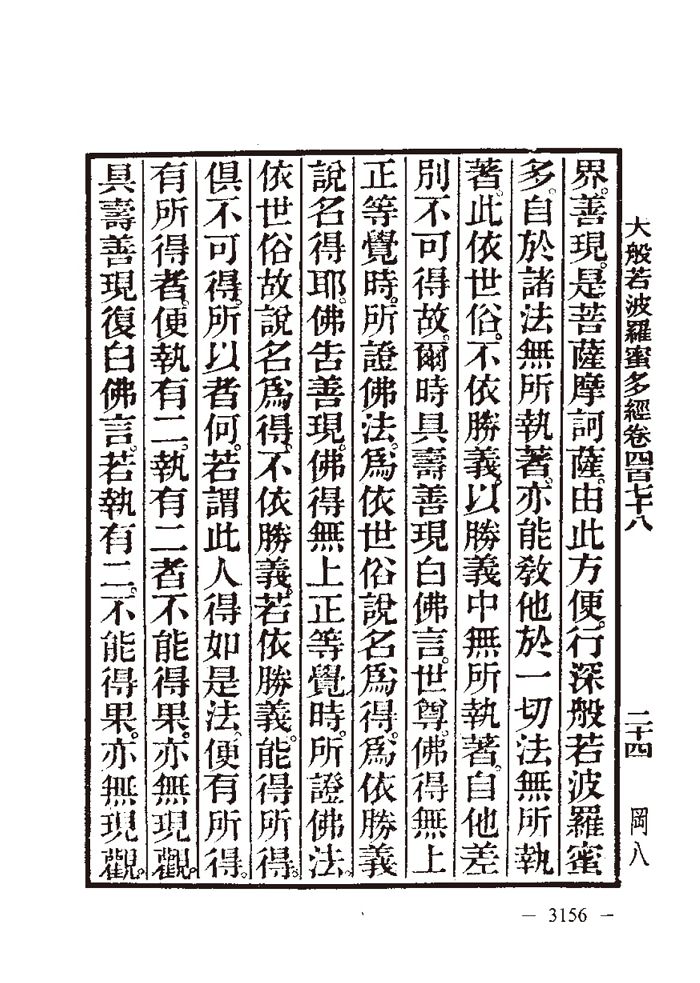 大般若波羅蜜多經卷四百七十八 二十四 岡八
界。善現。是菩薩摩訶薩。由此方便。行深般若波羅蜜
多。自於諸法無所執著。亦能教他於一切法無所執
著。此依世俗。不依勝義。以勝義中無所執著。自他差
別不可得故。爾時具壽善現白佛言。世尊。佛得無上
正等覺時。所證佛法。為依世俗說名為得。為依勝義
說名得耶。佛告善現。佛得無上正等覺時。所證佛法。
依世俗故說名為得。不依勝義。若依勝義。能得所得。
俱不可得。所以者何。若謂此人得如是法。便有所得。
有所得者。便執有二。執有二者不能得果。亦無現觀。
具壽善現復白佛言。若執有二。不能得果。亦無現觀。
— 3156 —